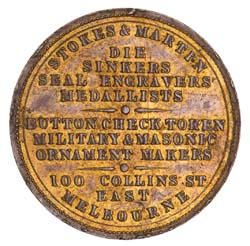 STOKES & MARTIN
DIE
SINKERS
SEAL ENGRAVERS
MEDALLISTS
BUTTON, CHECK, TOKEN
MILITARY & MASONIC
ORNAMENT MAKERS
100 COLLINS ST
EAST
MELBOURNE